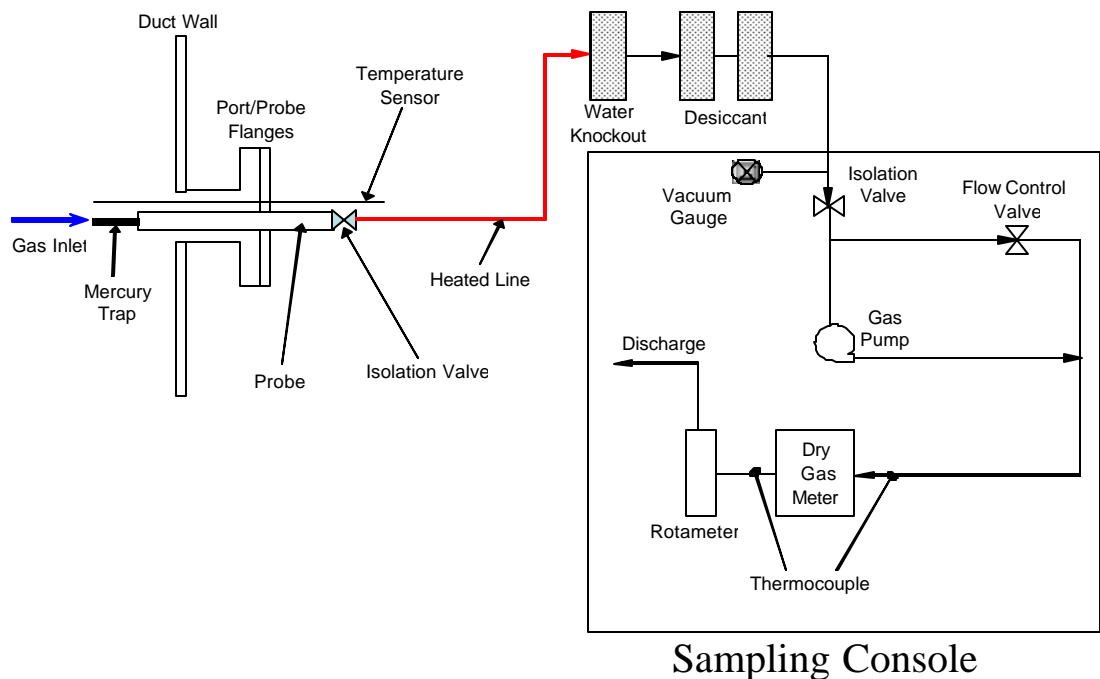 Duct Wall
Temperature
Sensor
Port/Probe
Flanges
Water
Knockout
Desiccant
Gas Inlet
Mercury
Trap
Probe
Isolation Valve
Heated Line
Vacuum
Gauge
Isolation
Valve
Flow Control
Valve
Gas
Pump
Discharge
Dry
Gas
Meter
Rotameter
Thermocouple
Sampling Console